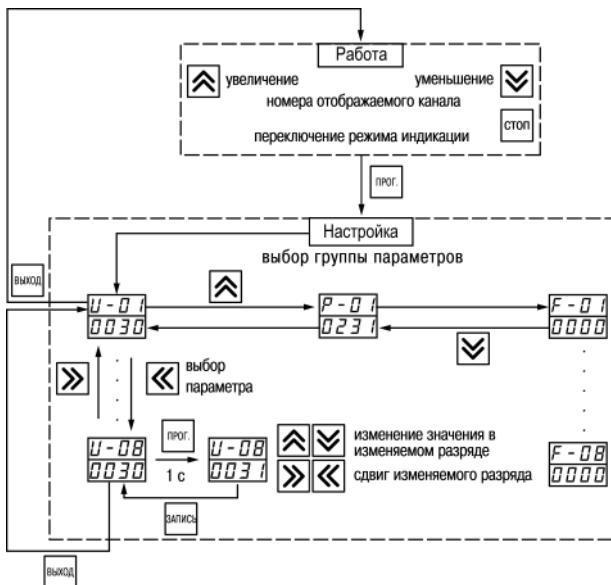 Работа
увеличение
уменьшение
номера отображаемого канала
переключение режима индикации
СТОП
ПРОГ.
Настройка
выбор группы параметров
ВЫХОД
U-01
0030
P-01
0231
F-01
0000
выбор
параметра
ПРОГ.
1 с
U-08
0030
U-08
0031
изменение значения в
изменяемом разряде
сдвиг изменяемого разряда
F-08
0000
ЗАПИСЬ
ВЫХОД